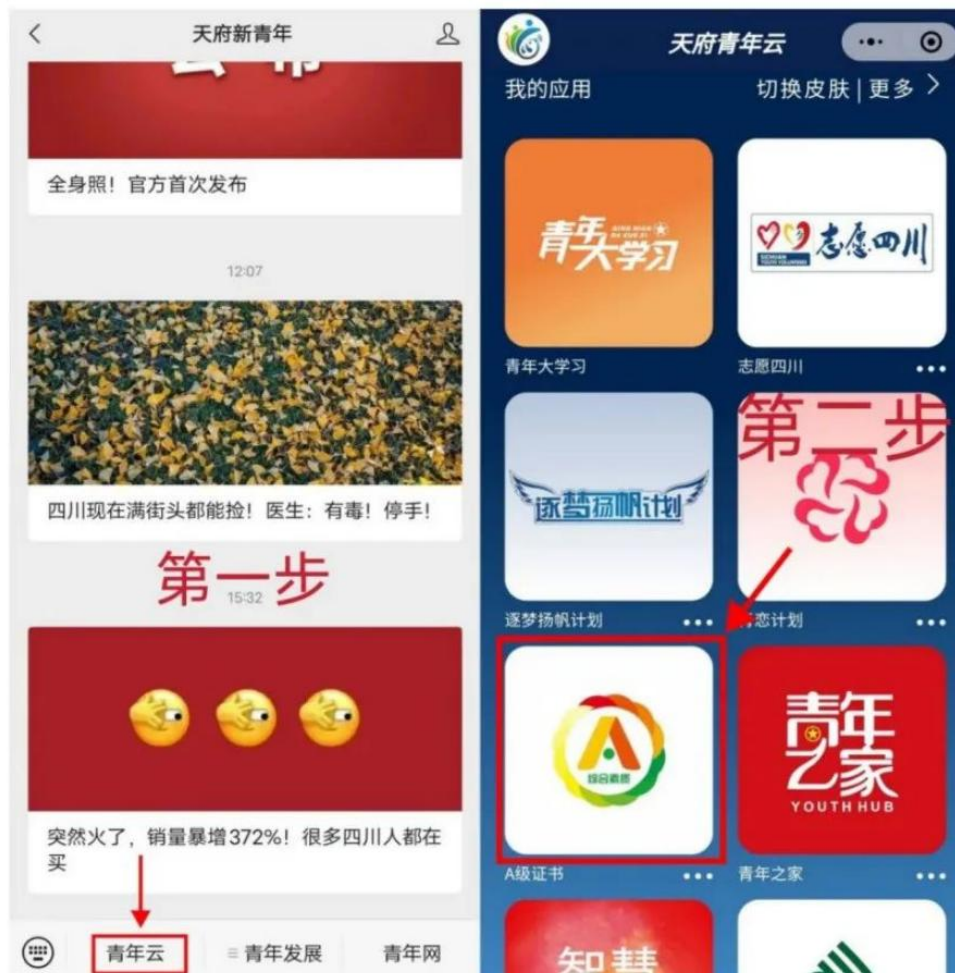 天府新青年
全身照！官方首次发布
12:07
四川现在满街头都能捡！医生：有毒！停手！
第一步
15:32
突然火了，销量暴增372%！很多四川人都在
买
青年云
青年发展
青年网
天府青年云
我的应用
切换皮肤 | 更多
青年
大学习
志愿四川
青年大学习
志愿四川
第二步
逐梦扬帆计划
逐梦扬帆计划
恋计划
A
综合素质
青年
之家
YOUTH HUB
A级证书
青年之家
智慧